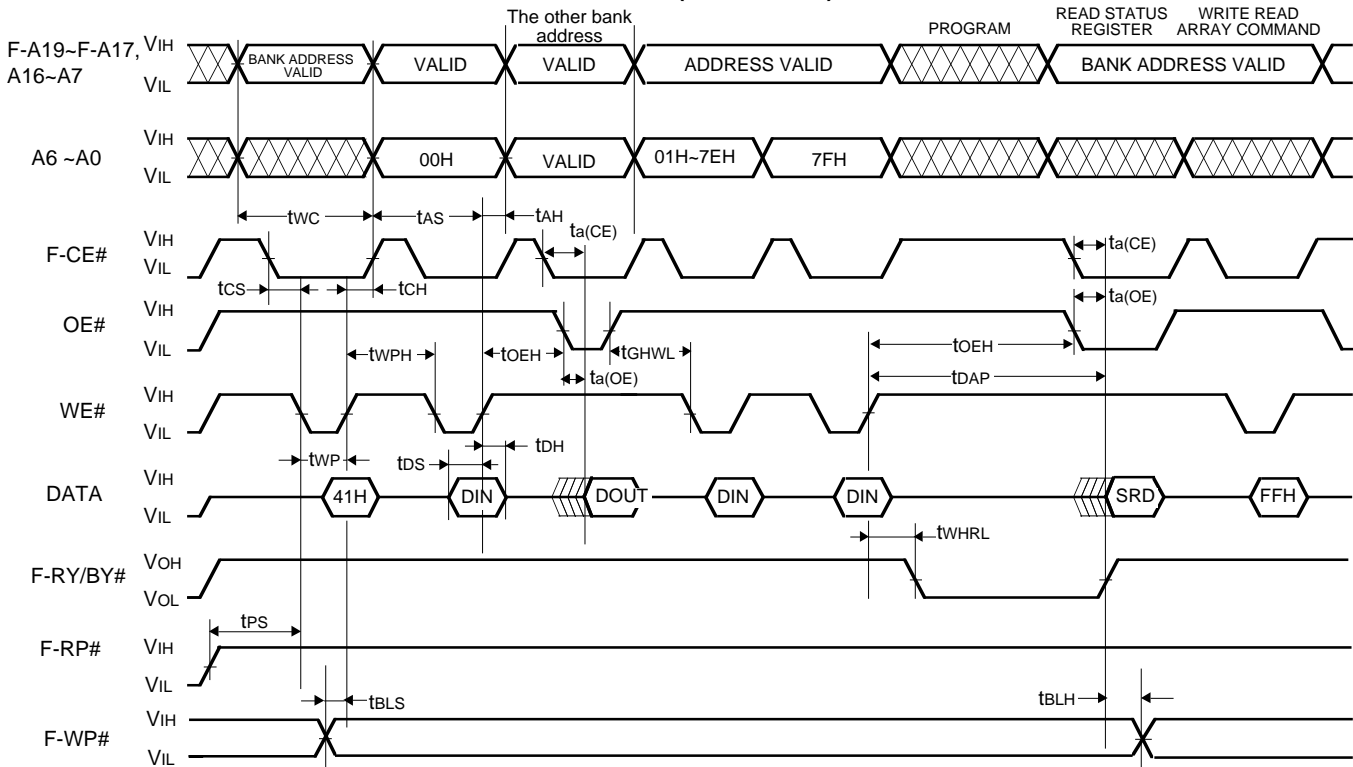 The other bank
address
PROGRAM
READ STATUS
REGISTER
WRITE READ
ARRAY COMMAND
F-A19~F-A17,
A16~A7
VIH
VIL
BANK ADDRESS
VALID
VALID
VALID
ADDRESS VALID
BANK ADDRESS VALID
A6 ~A0
VIH
VIL
00H
VALID
01H~7EH
7FH
tWC
tAS
tAH
ta(CE)
F-CE#
VIH
VIL
ta(CE)
tCS
tCH
ta(OE)
OE#
VIH
VIL
tWPH
tOEH
tGHWL
tOEH
ta(OE)
tDAP
WE#
VIH
VIL
tWP
tDS
tDH
DATA
VIH
VIL
41H
DIN
DOUT
DIN
DIN
SRD
FFH
tWHRL
F-RY/BY#
VOH
VOL
tPS
F-RP#
VIH
VIL
tBLS
tBLH
F-WP#
VIH
VIL